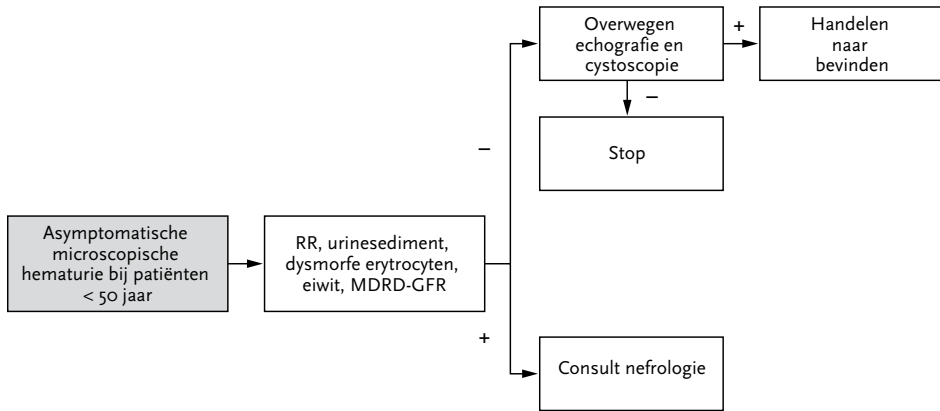 Overwegen
echografie en
cystoscopie
+
Handelen
naar
bevinden
–
Stop
–
Asymptomatische
microscopische
hematurie bij patiënten
< 50 jaar
RR, urinesediment,
dysmorfe erytrocyten,
eiwit, MDRD-GFR
+
Consult nefrologie